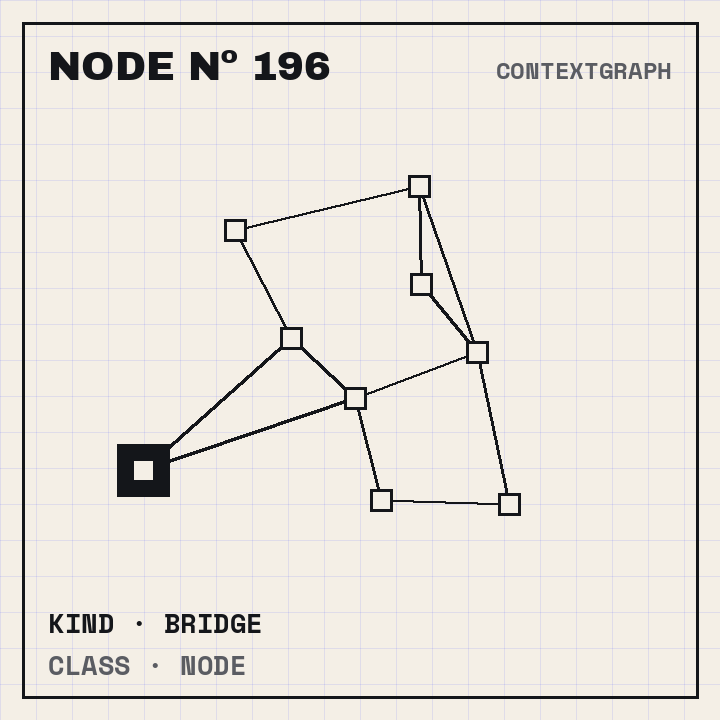 NODE Nº 196
CONTEXTGRAPH
KIND · BRIDGE
CLASS · NODE